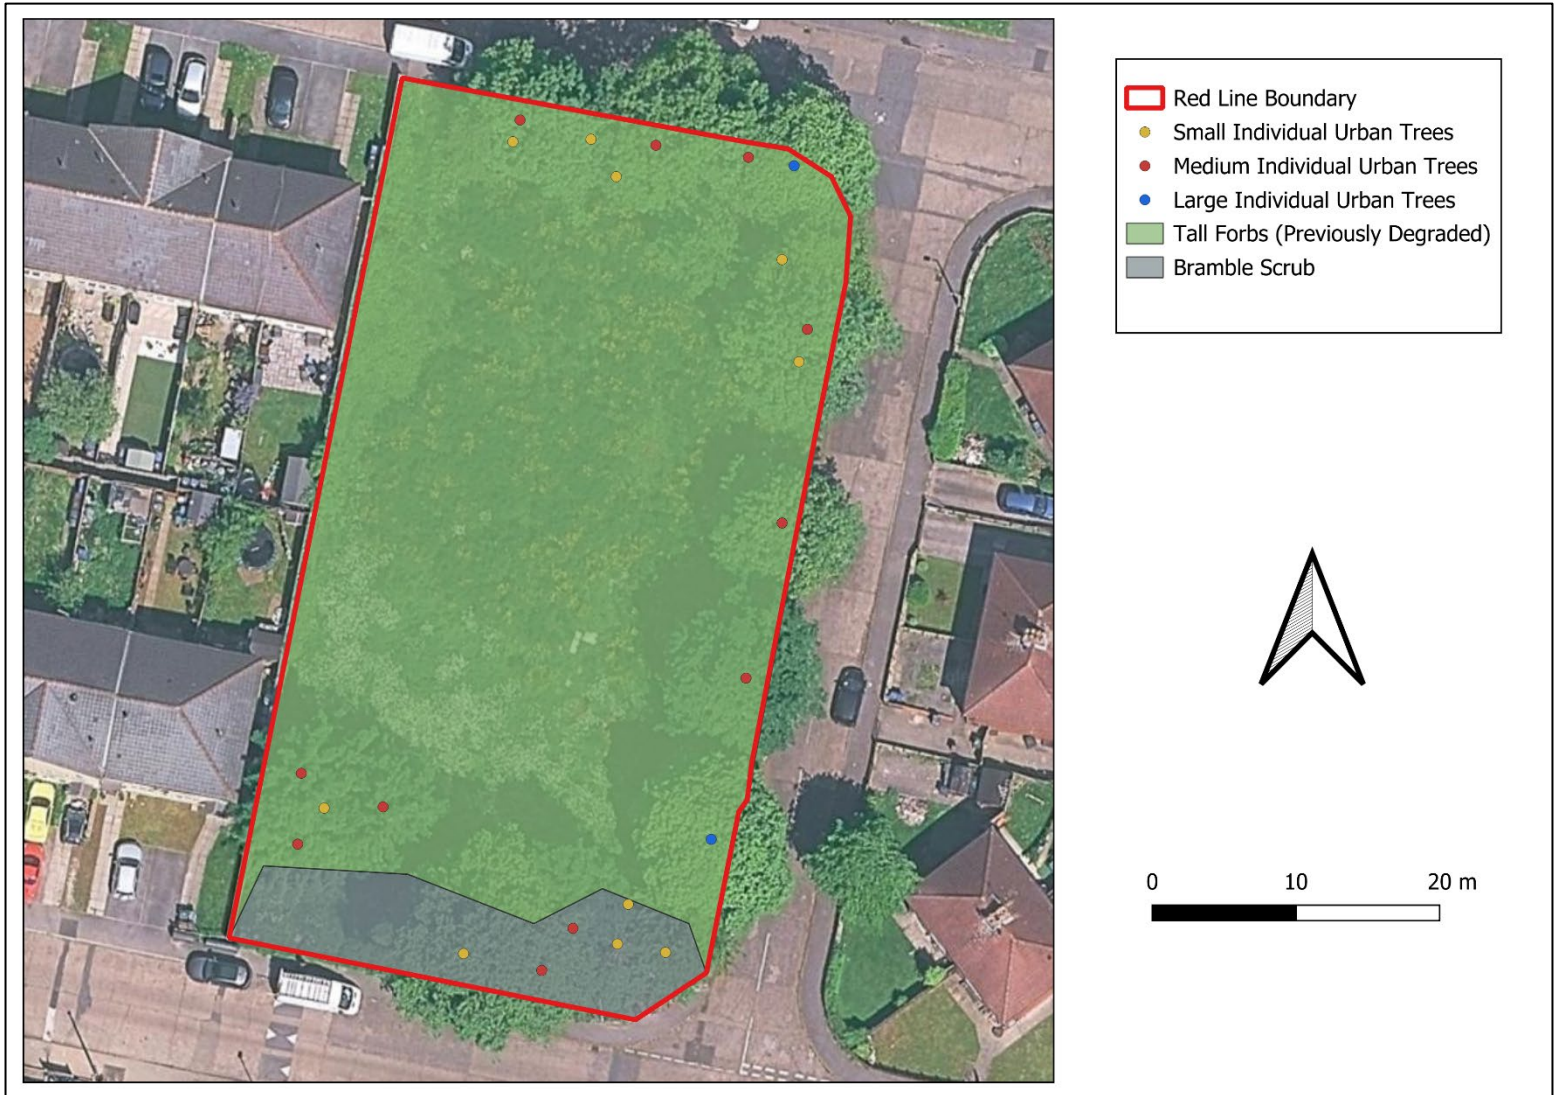 Red Line Boundary
Small Individual Urban Trees
Medium Individual Urban Trees
Large Individual Urban Trees
Tall Forbs (Previously Degraded)
Bramble Scrub
0 10 20 m